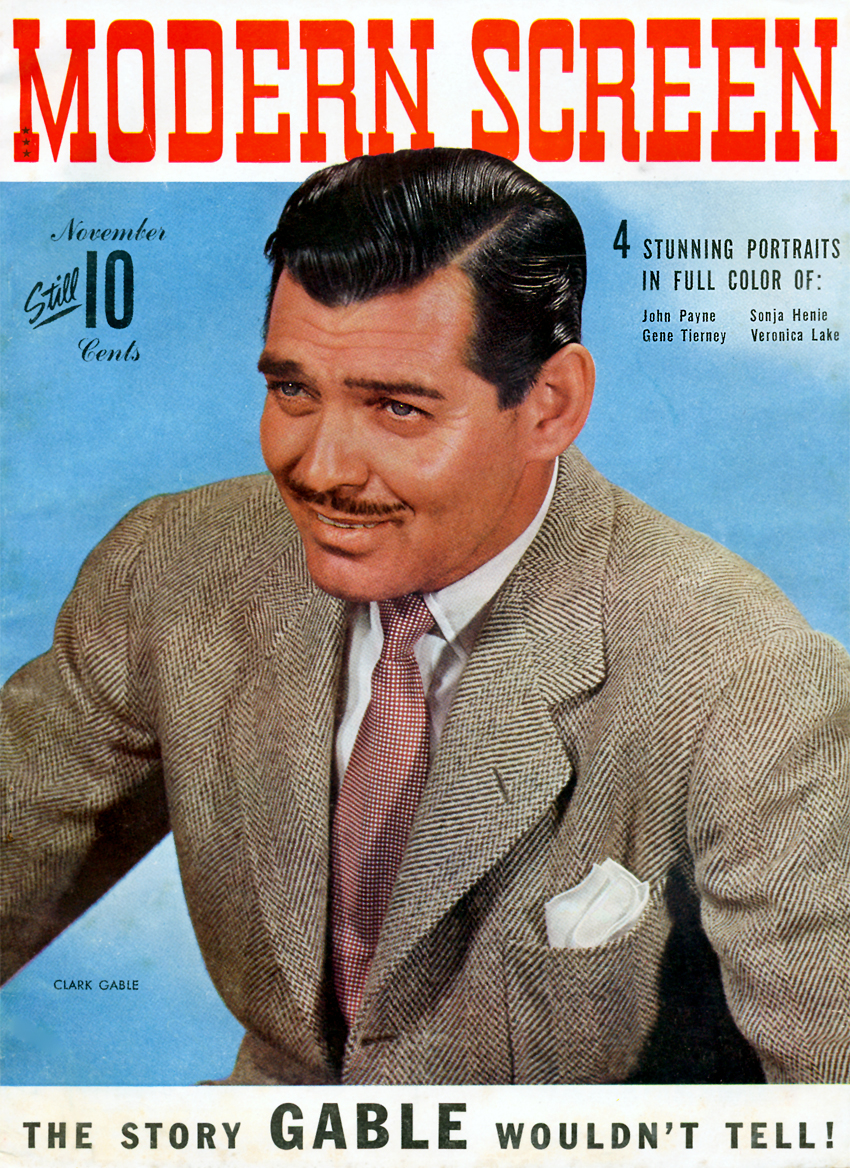 MODERN SCREEN
November
Still 10
Cents
4 STUNNING PORTRAITS
IN FULL COLOR OF:
John Payne Sonja Henie
Gene Tierney Veronica Lake
CLARK GABLE
THE STORY GABLE WOULDN'T TELL!